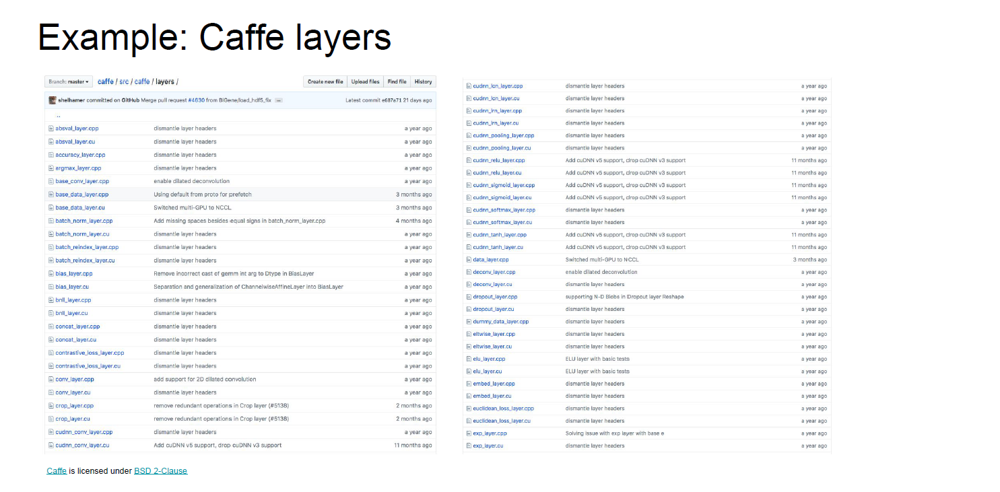 Example: Caffe layers
Branch: master caffe / src / caffe / layers / Create new file Upload files Find file History
shelhamer committed on GitHub Merge pull request #4630 from BIGene/load_hdf5_fix ... Latest commit e687a71 21 days ago
..
absval_layer.cpp dismantle layer headers a year ago
absval_layer.cu dismantle layer headers a year ago
accuracy_layer.cpp dismantle layer headers a year ago
argmax_layer.cpp dismantle layer headers a year ago
base_conv_layer.cpp enable dilated deconvolution a year ago
base_data_layer.cpp Using default from proto for prefetch 3 months ago
base_data_layer.cu Switched multi-GPU to NCCL 3 months ago
batch_norm_layer.cpp Add missing spaces besides equal signs in batch_norm_layer.cpp 4 months ago
batch_norm_layer.cu dismantle layer headers a year ago
batch_reindex_layer.cpp dismantle layer headers a year ago
batch_reindex_layer.cu dismantle layer headers a year ago
bias_layer.cpp Remove incorrect cast of gemm int arg to Dtype in BiasLayer a year ago
bias_layer.cu Separation and generalization of ChannelwiseAffineLayer into BiasLayer a year ago
bnll_layer.cpp dismantle layer headers a year ago
bnll_layer.cu dismantle layer headers a year ago
concat_layer.cpp dismantle layer headers a year ago
concat_layer.cu dismantle layer headers a year ago
contrastive_loss_layer.cpp dismantle layer headers a year ago
contrastive_loss_layer.cu dismantle layer headers a year ago
conv_layer.cpp add support for 2D dilated convolution a year ago
conv_layer.cu dismantle layer headers a year ago
crop_layer.cpp remove redundant operations in Crop layer (#5138) 2 months ago
crop_layer.cu remove redundant operations in Crop layer (#5138) 2 months ago
cudnn_conv_layer.cpp dismantle layer headers a year ago
cudnn_conv_layer.cu Add cuDNN v5 support, drop cuDNN v3 support 11 months ago
cudnn_lcn_layer.cpp dismantle layer headers a year ago
cudnn_lcn_layer.cu dismantle layer headers a year ago
cudnn_lrn_layer.cpp dismantle layer headers a year ago
cudnn_lrn_layer.cu dismantle layer headers a year ago
cudnn_pooling_layer.cpp dismantle layer headers a year ago
cudnn_pooling_layer.cu dismantle layer headers a year ago
cudnn_relu_layer.cpp Add cuDNN v5 support, drop cuDNN v3 support 11 months ago
cudnn_relu_layer.cu Add cuDNN v5 support, drop cuDNN v3 support 11 months ago
cudnn_sigmoid_layer.cpp Add cuDNN v5 support, drop cuDNN v3 support 11 months ago
cudnn_sigmoid_layer.cu Add cuDNN v5 support, drop cuDNN v3 support 11 months ago
cudnn_softmax_layer.cpp dismantle layer headers a year ago
cudnn_softmax_layer.cu dismantle layer headers a year ago
cudnn_tanh_layer.cpp Add cuDNN v5 support, drop cuDNN v3 support 11 months ago
cudnn_tanh_layer.cu Add cuDNN v5 support, drop cuDNN v3 support 11 months ago
data_layer.cpp Switched multi-GPU to NCCL 3 months ago
deconv_layer.cpp enable dilated deconvolution a year ago
deconv_layer.cu dismantle layer headers a year ago
dropout_layer.cpp supporting N-D Blobs in Dropout layer Reshape a year ago
dropout_layer.cu dismantle layer headers a year ago
dummy_data_layer.cpp dismantle layer headers a year ago
eltwise_layer.cpp dismantle layer headers a year ago
eltwise_layer.cu dismantle layer headers a year ago
elu_layer.cpp ELU layer with basic tests a year ago
elu_layer.cu ELU layer with basic tests a year ago
embed_layer.cpp dismantle layer headers a year ago
embed_layer.cu dismantle layer headers a year ago
euclidean_loss_layer.cpp dismantle layer headers a year ago
euclidean_loss_layer.cu dismantle layer headers a year ago
exp_layer.cpp Solving issue with exp layer with base e a year ago
exp_layer.cu dismantle layer headers a year ago
Caffe is licensed under BSD 2-Clause